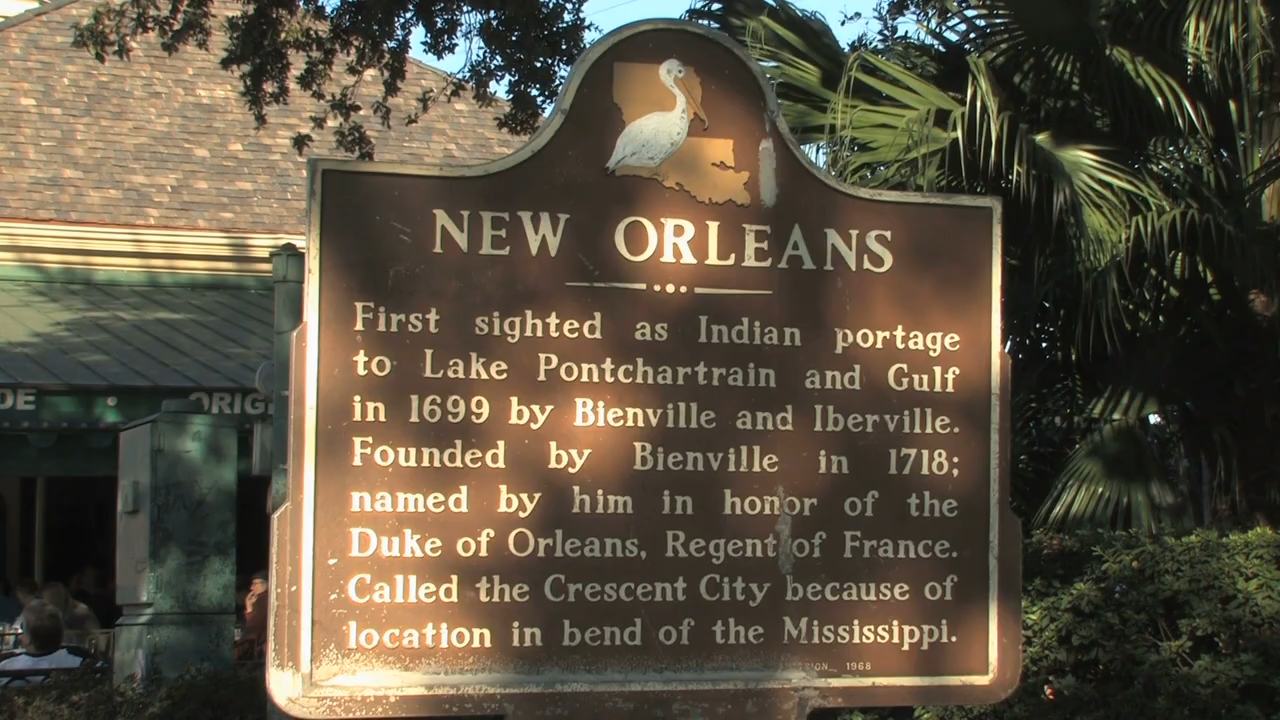 NEW ORLEANS
First sighted as Indian portage
to Lake Pontchartrain and Gulf
in 1699 by Bienville and Iberville.
Founded by Bienville in 1718;
named by him in honor of the
Duke of Orleans, Regent of France.
Called the Crescent City because of
location in bend of the Mississippi.
1968
DE • ORIG